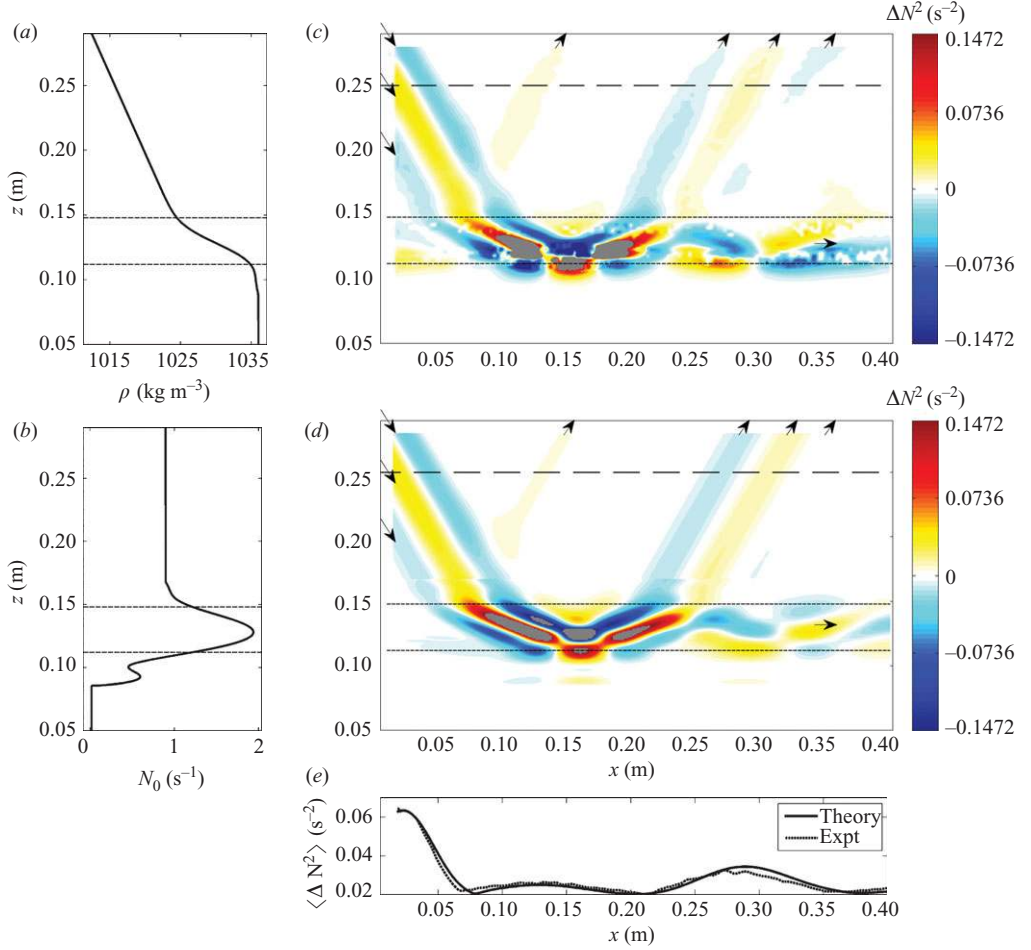 (a)
0.25
0.20
0.15
0.10
0.05
z (m)
1015 1025 1035
ρ (kg m⁻³)
(c)
0.25
0.20
0.15
0.10
0.05
0.05 0.10 0.15 0.20 0.25 0.30 0.35 0.40
ΔN² (s⁻²)
0.1472
0.0736
0
−0.0736
−0.1472
(b)
0.25
0.20
0.15
0.10
0.05
z (m)
0 1 2
N₀ (s⁻¹)
(d)
0.25
0.20
0.15
0.10
0.05
0.05 0.10 0.15 0.20 0.25 0.30 0.35 0.40
x (m)
ΔN² (s⁻²)
0.1472
0.0736
0
−0.0736
−0.1472
(e)
⟨Δ N²⟩ (s⁻²)
0.06
0.04
0.02
Theory
Expt
0.05 0.10 0.15 0.20 0.25 0.30 0.35 0.40
x (m)